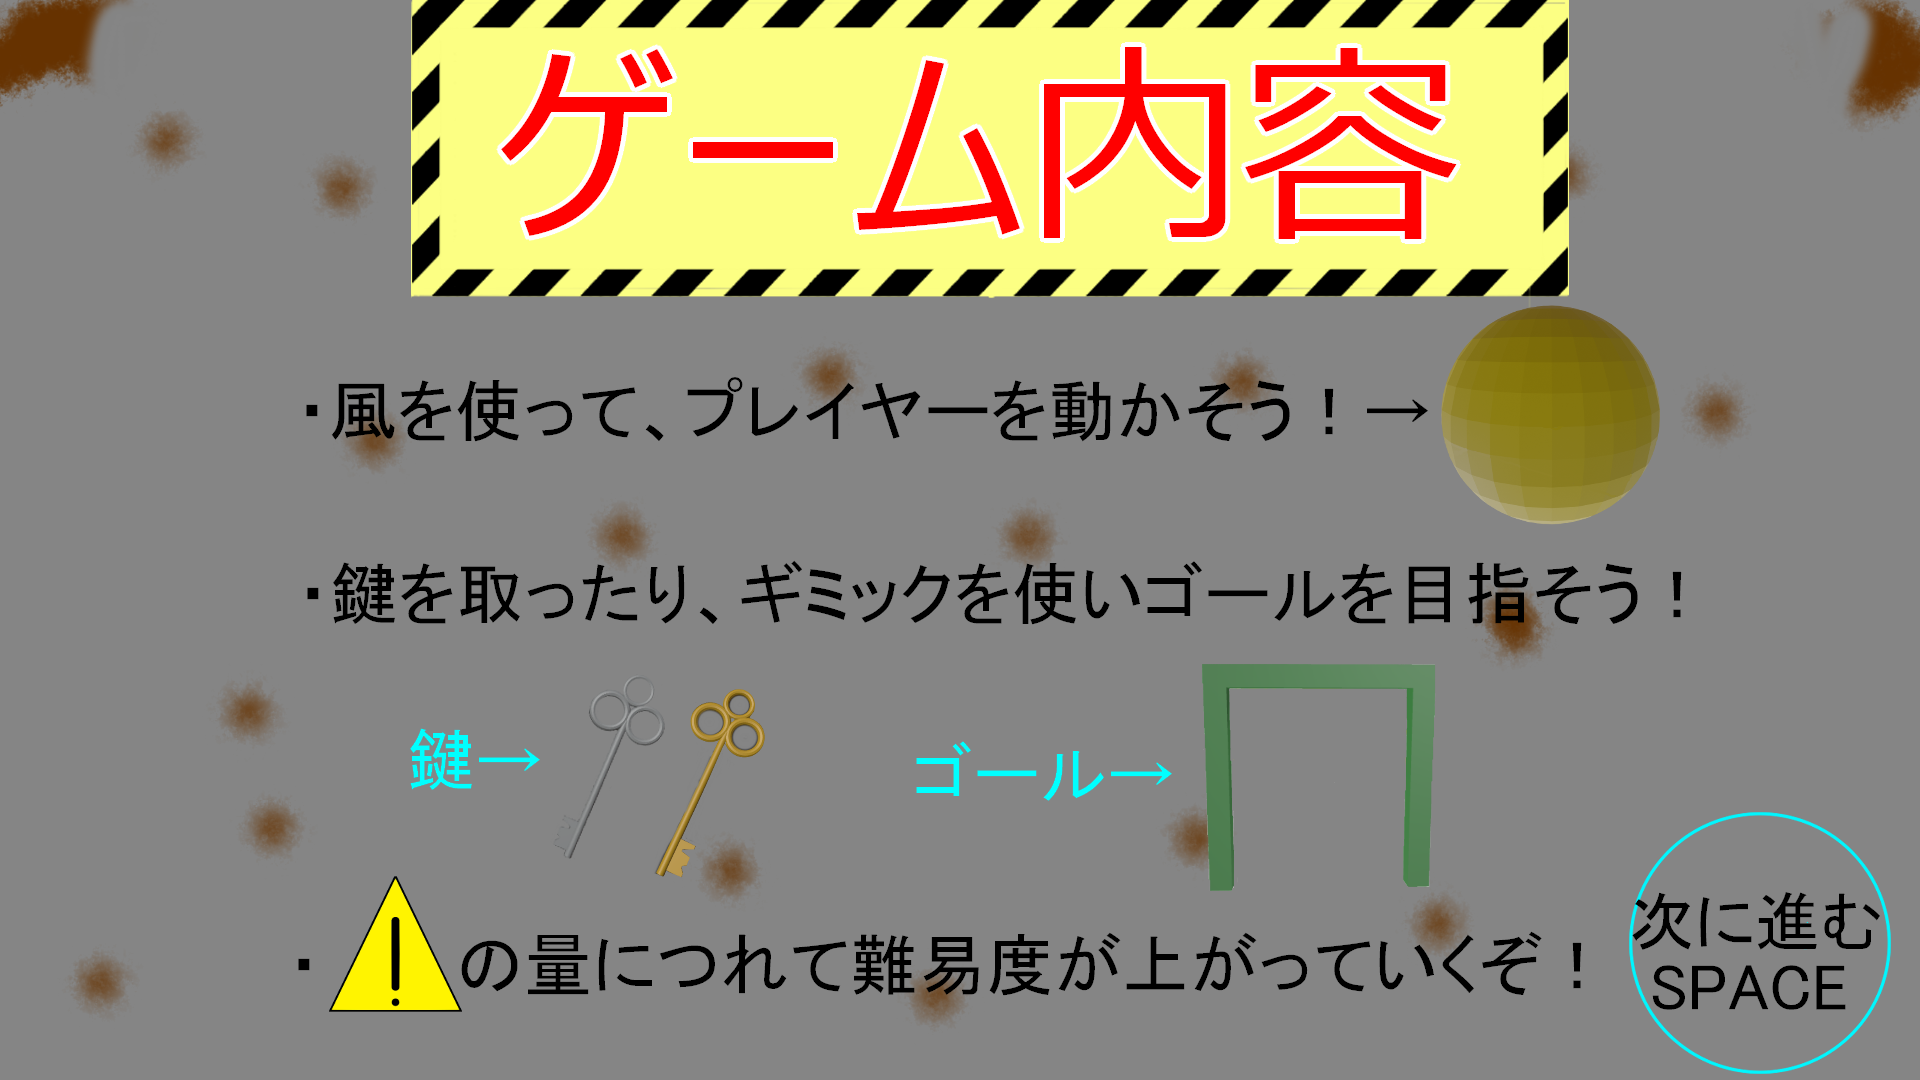 ゲーム内容
・風を使って、プレイヤーを動かそう！→
・鍵を取ったり、ギミックを使いゴールを目指そう！
鍵→
ゴール→
・!の量につれて難易度が上がっていくぞ！
次に進む
SPACE